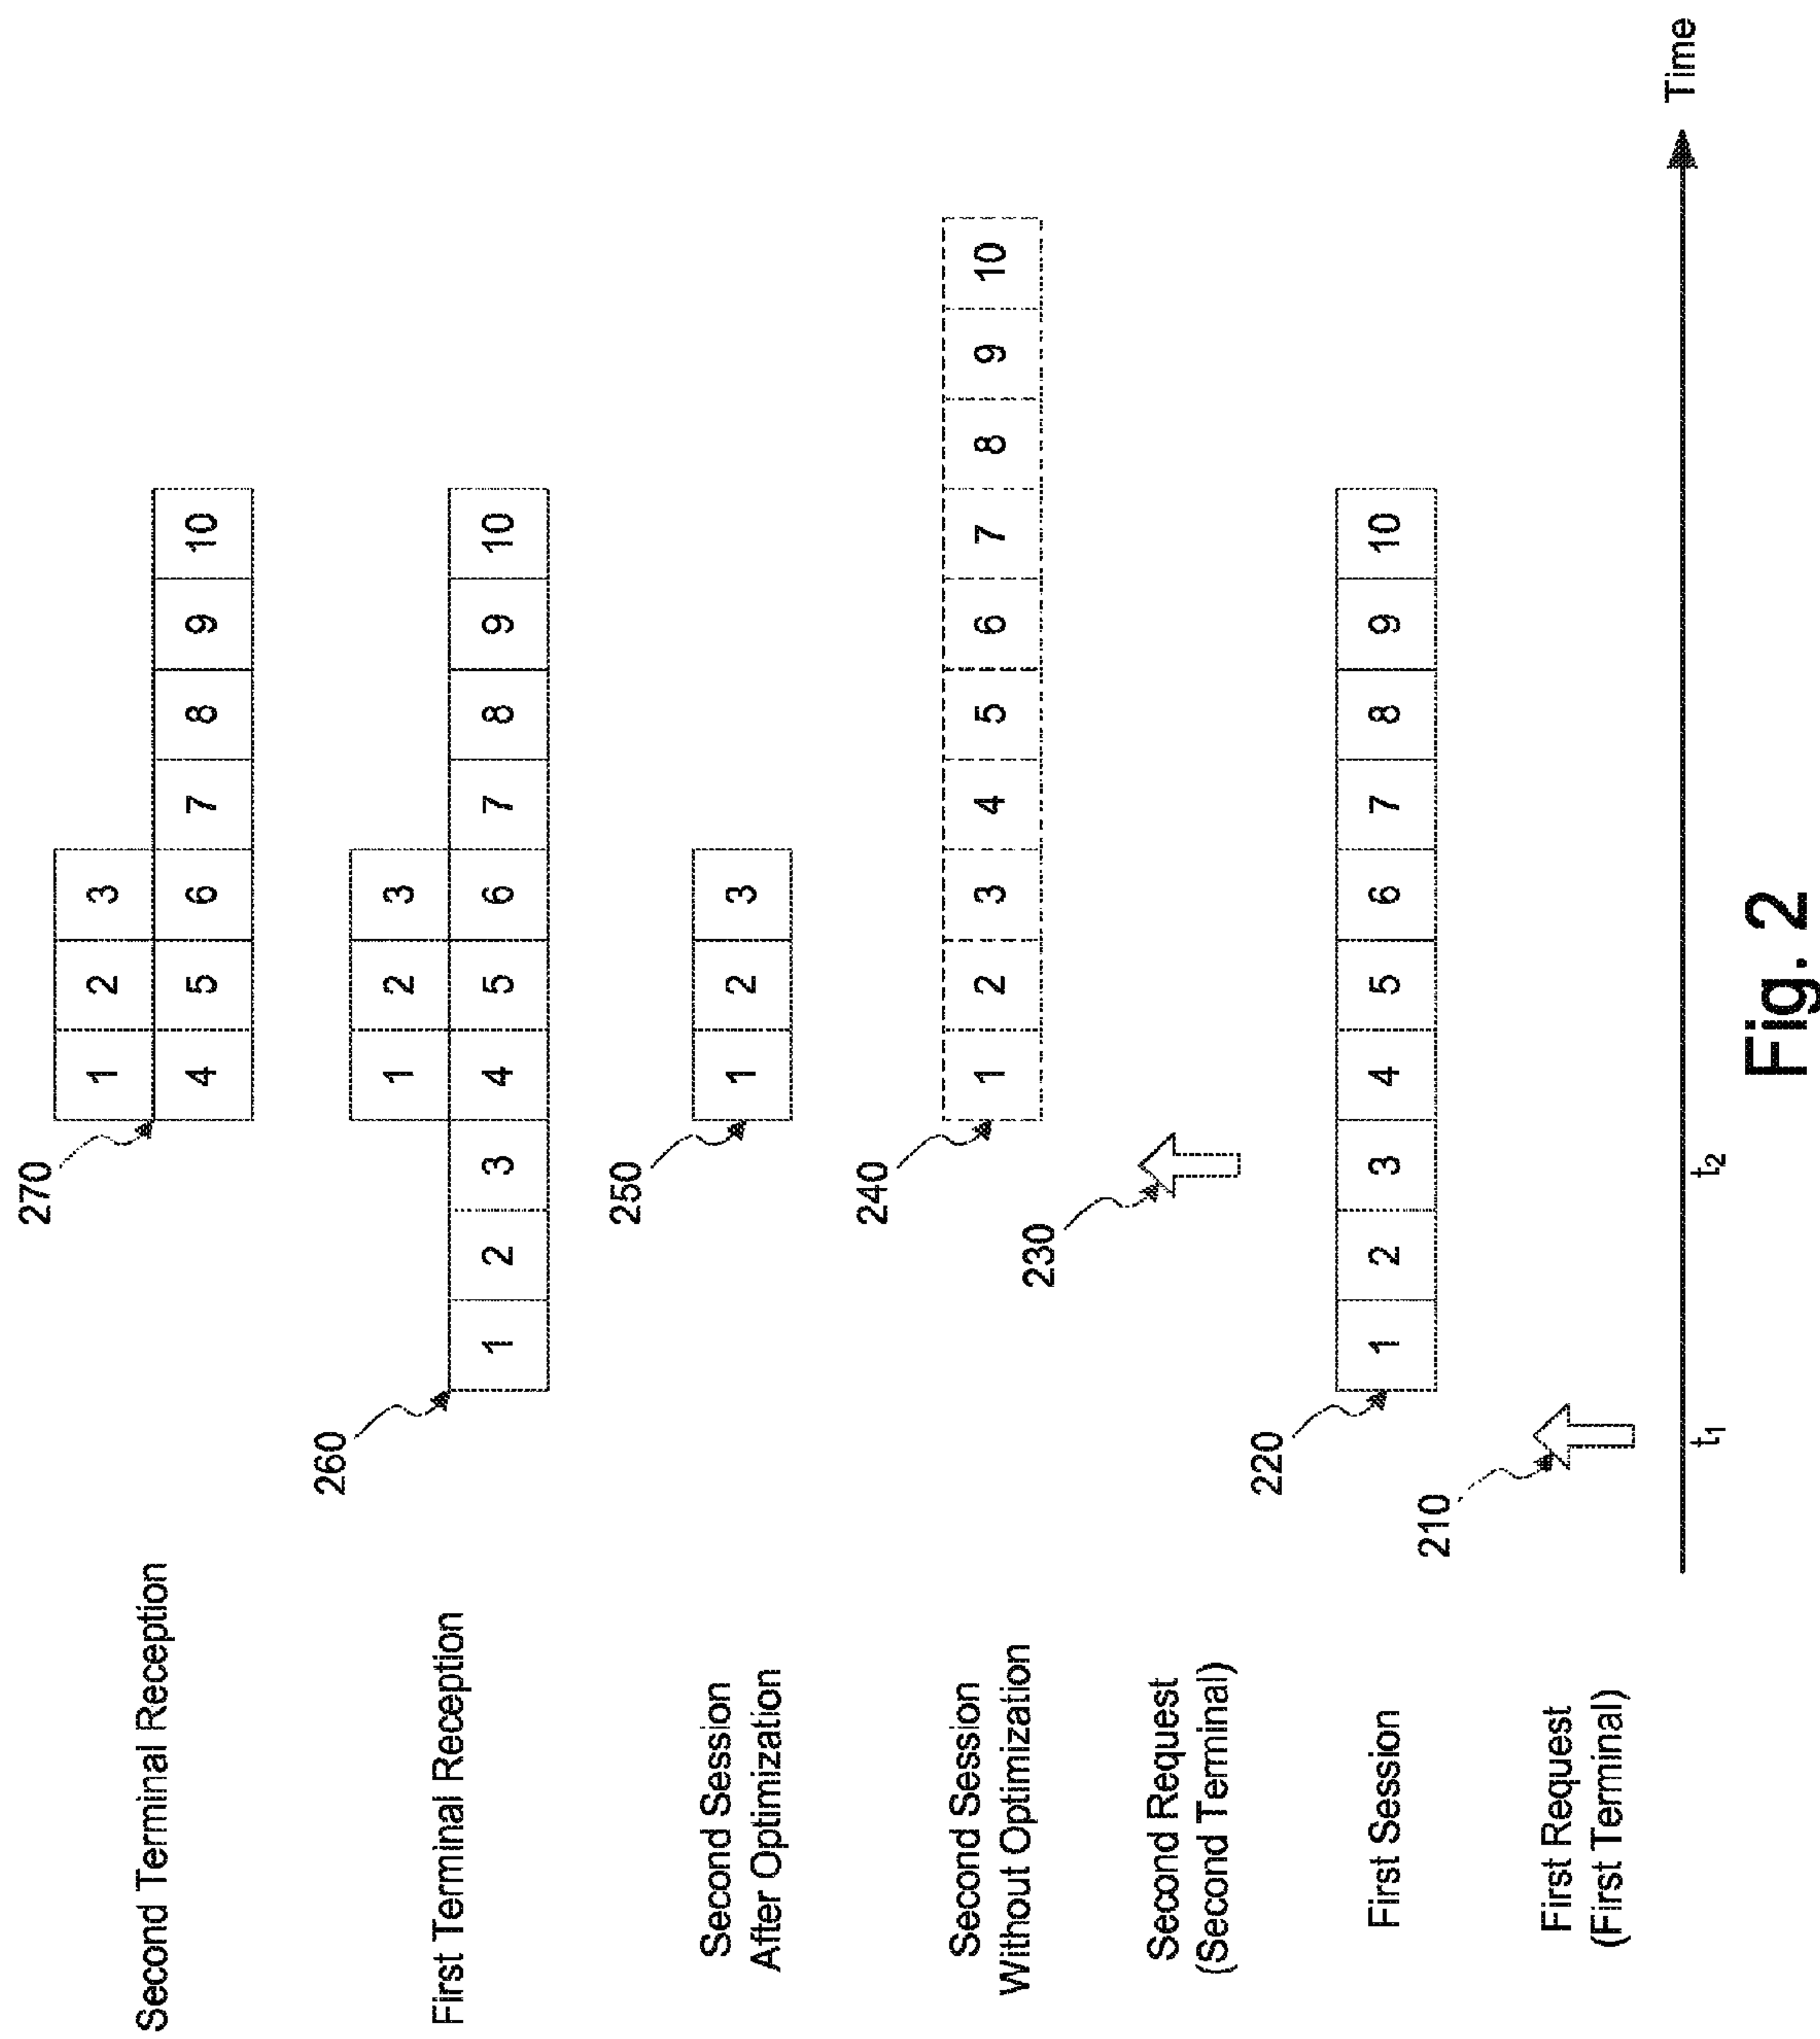 Second Terminal Reception
270
1 2 3
4 5 6 7 8 9 10
First Terminal Reception
260
1 2 3
1 2 3 4 5 6 7 8 9 10
Second Session
After Optimization
250
1 2 3
Second Session
Without Optimization
240
1 2 3 4 5 6 7 8 9 10
Second Request
(Second Terminal)
230
First Session
220
1 2 3 4 5 6 7 8 9 10
First Request
(First Terminal)
210
t1 t2 Time
Fig. 2